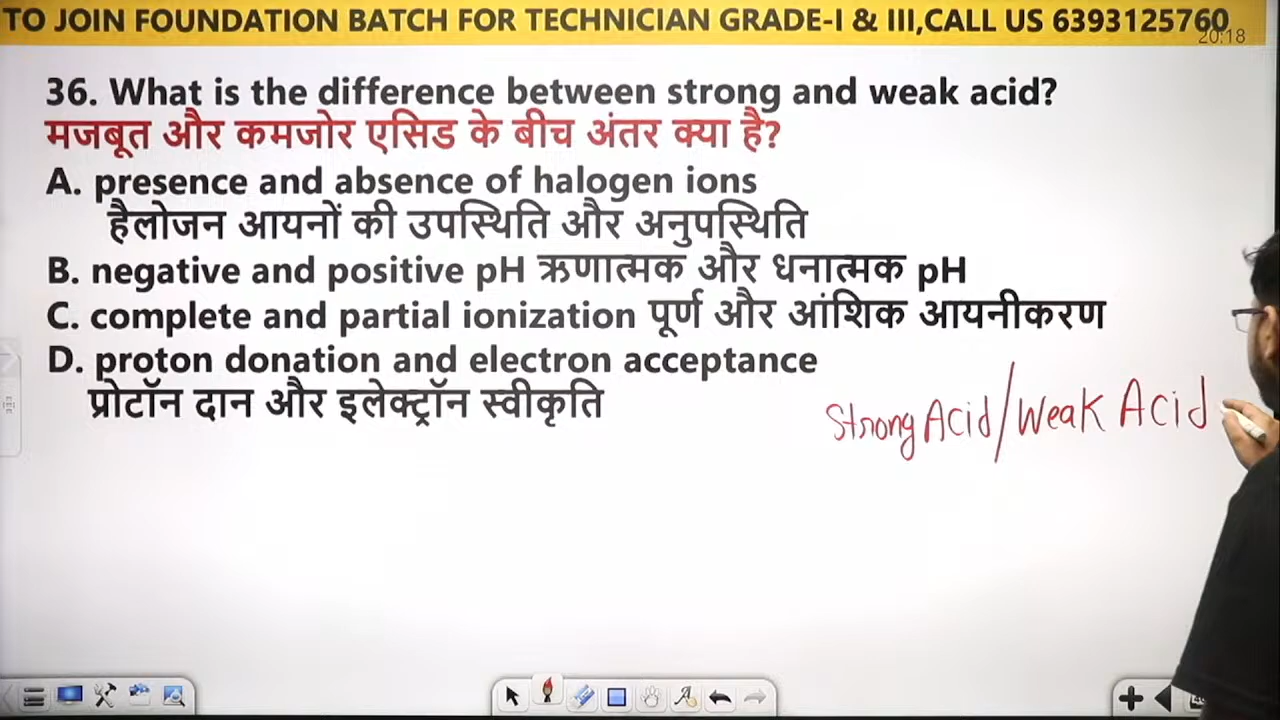 TO JOIN FOUNDATION BATCH FOR TECHNICIAN GRADE-I & III,CALL US 6393125760
20:18
36. What is the difference between strong and weak acid?
मजबूत और कमजोर एसिड के बीच अंतर क्या है?
A. presence and absence of halogen ions
हैलोजन आयनों की उपस्थिति और अनुपस्थिति
B. negative and positive pH ऋणात्मक और धनात्मक pH
C. complete and partial ionization पूर्ण और आंशिक आयनीकरण
D. proton donation and electron acceptance
प्रोटॉन दान और इलेक्ट्रॉन स्वीकृति
Strong Acid/Weak Acid